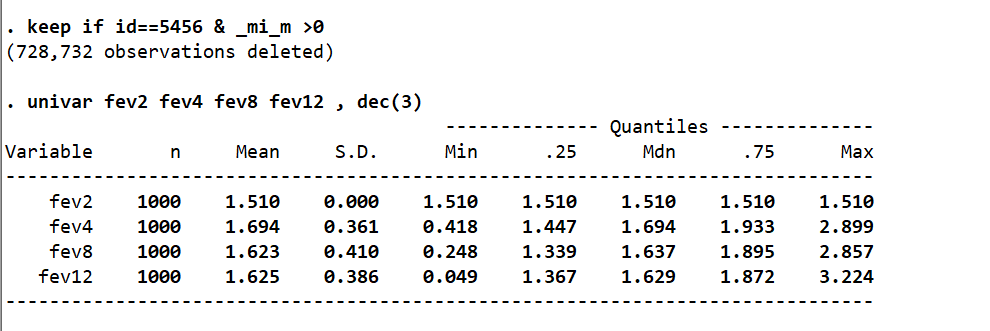 . keep if id==5456 & _mi_m >0
(728,732 observations deleted)
. univar fev2 fev4 fev8 fev12 , dec(3)
-------------- Quantiles --------------
Variable n Mean S.D. Min .25 Mdn .75 Max
-------------------------------------------------------------------------------
fev2 1000 1.510 0.000 1.510 1.510 1.510 1.510 1.510
fev4 1000 1.694 0.361 0.418 1.447 1.694 1.933 2.899
fev8 1000 1.623 0.410 0.248 1.339 1.637 1.895 2.857
fev12 1000 1.625 0.386 0.049 1.367 1.629 1.872 3.224
-------------------------------------------------------------------------------